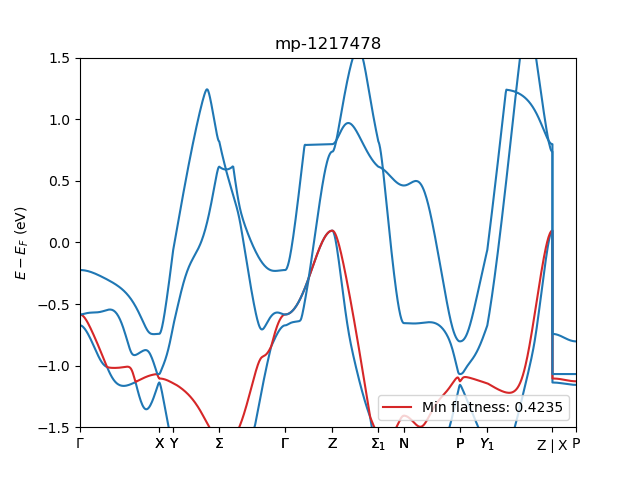 mp-1217478
E − E_F (eV)
1.5
1.0
0.5
0.0
−0.5
−1.0
−1.5
Min flatness: 0.4235
Γ X Y Σ Γ Z Σ₁ N P Y₁ Z | X P